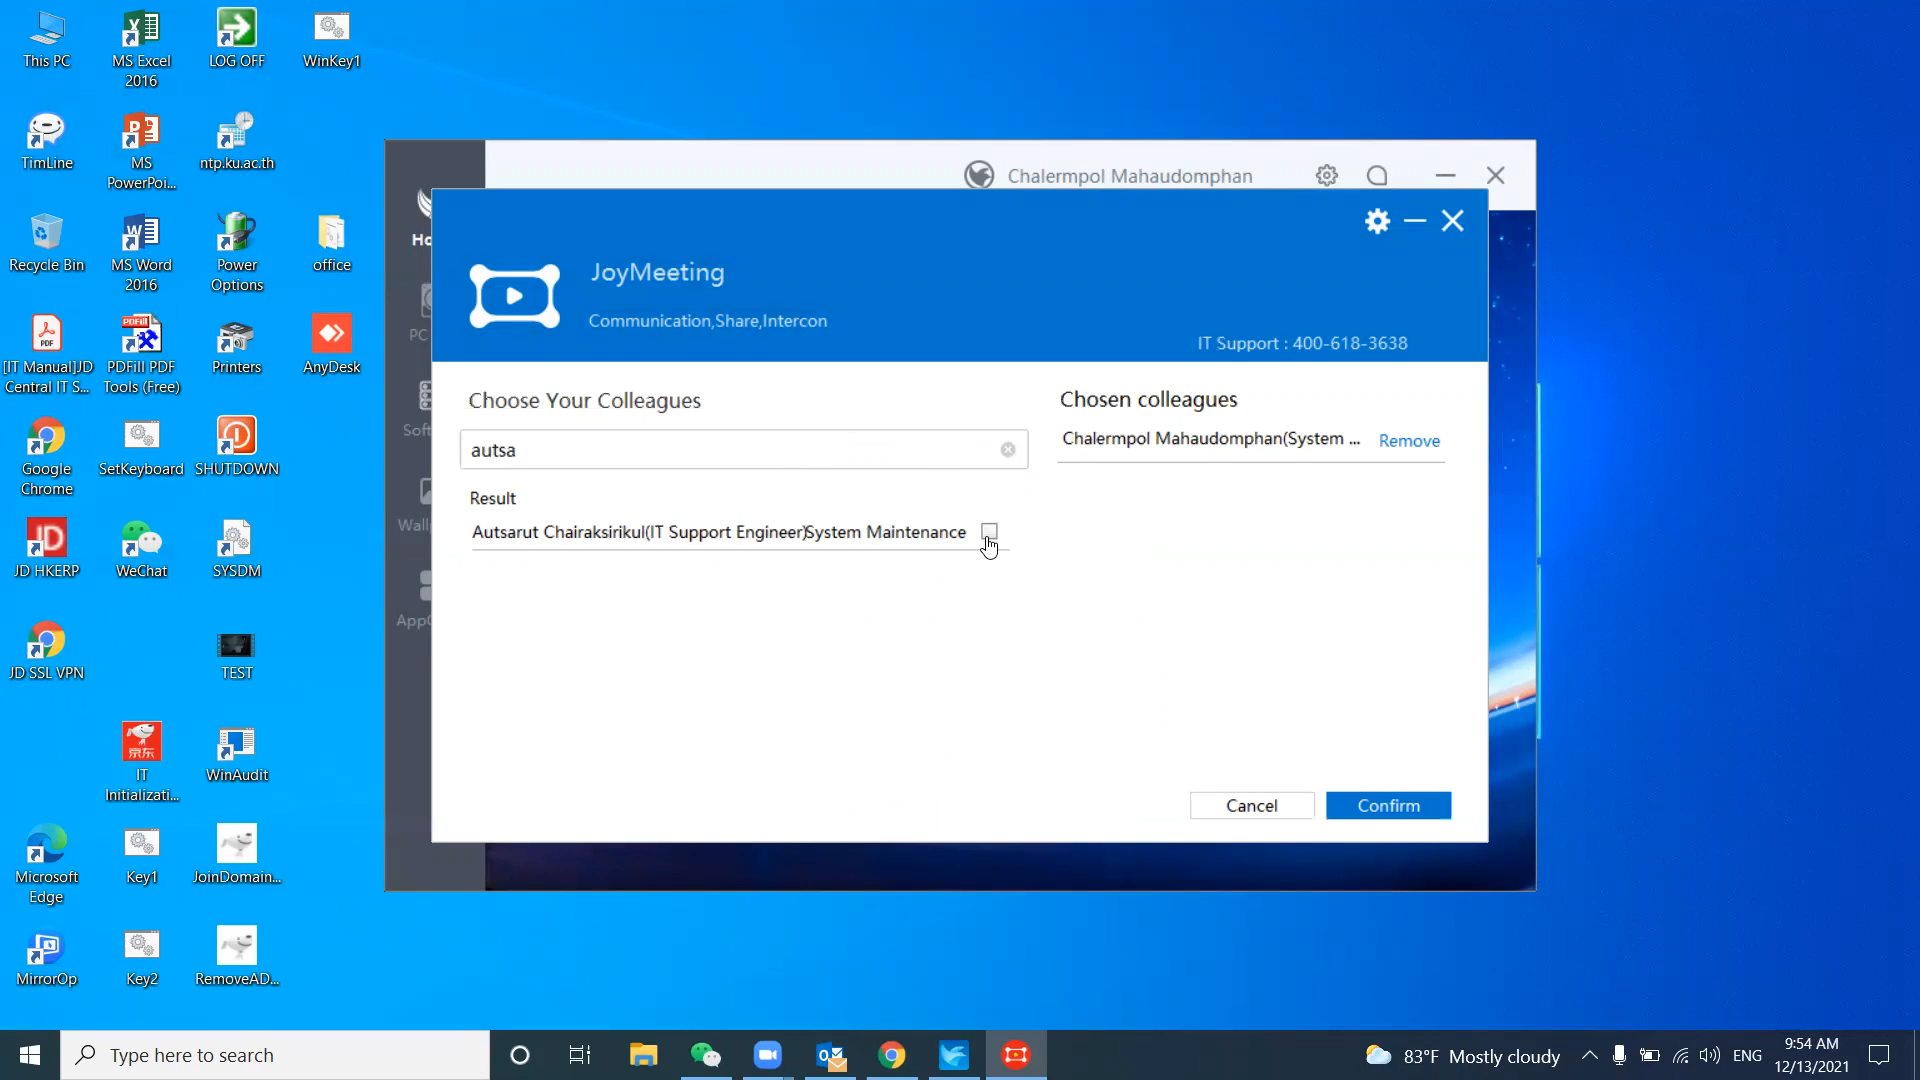 This PC
MS Excel
2016
LOG OFF
WinKey1
TimLine
MS
PowerPoi...
ntp.ku.ac.th
Recycle Bin
MS Word
2016
Power
Options
office
[IT Manual]JD
Central IT S...
PDFill PDF
Tools (Free)
Printers
AnyDesk
Google
Chrome
SetKeyboard
SHUTDOWN
JD HKERP
WeChat
SYSDM
JD SSL VPN
TEST
京东
IT
Initializati...
WinAudit
Microsoft
Edge
Key1
JoinDomain...
MirrorOp
Key2
RemoveAD...
Chalermpol Mahaudomphan
JoyMeeting
Communication,Share,Intercon
IT Support : 400-618-3638
Choose Your Colleagues
autsa
Result
Autsarut Chairaksirikul(IT Support Engineer)System Maintenance
Chosen colleagues
Chalermpol Mahaudomphan(System ...
Remove
Cancel
Confirm
Type here to search
83°F Mostly cloudy
ENG
9:54 AM
12/13/2021